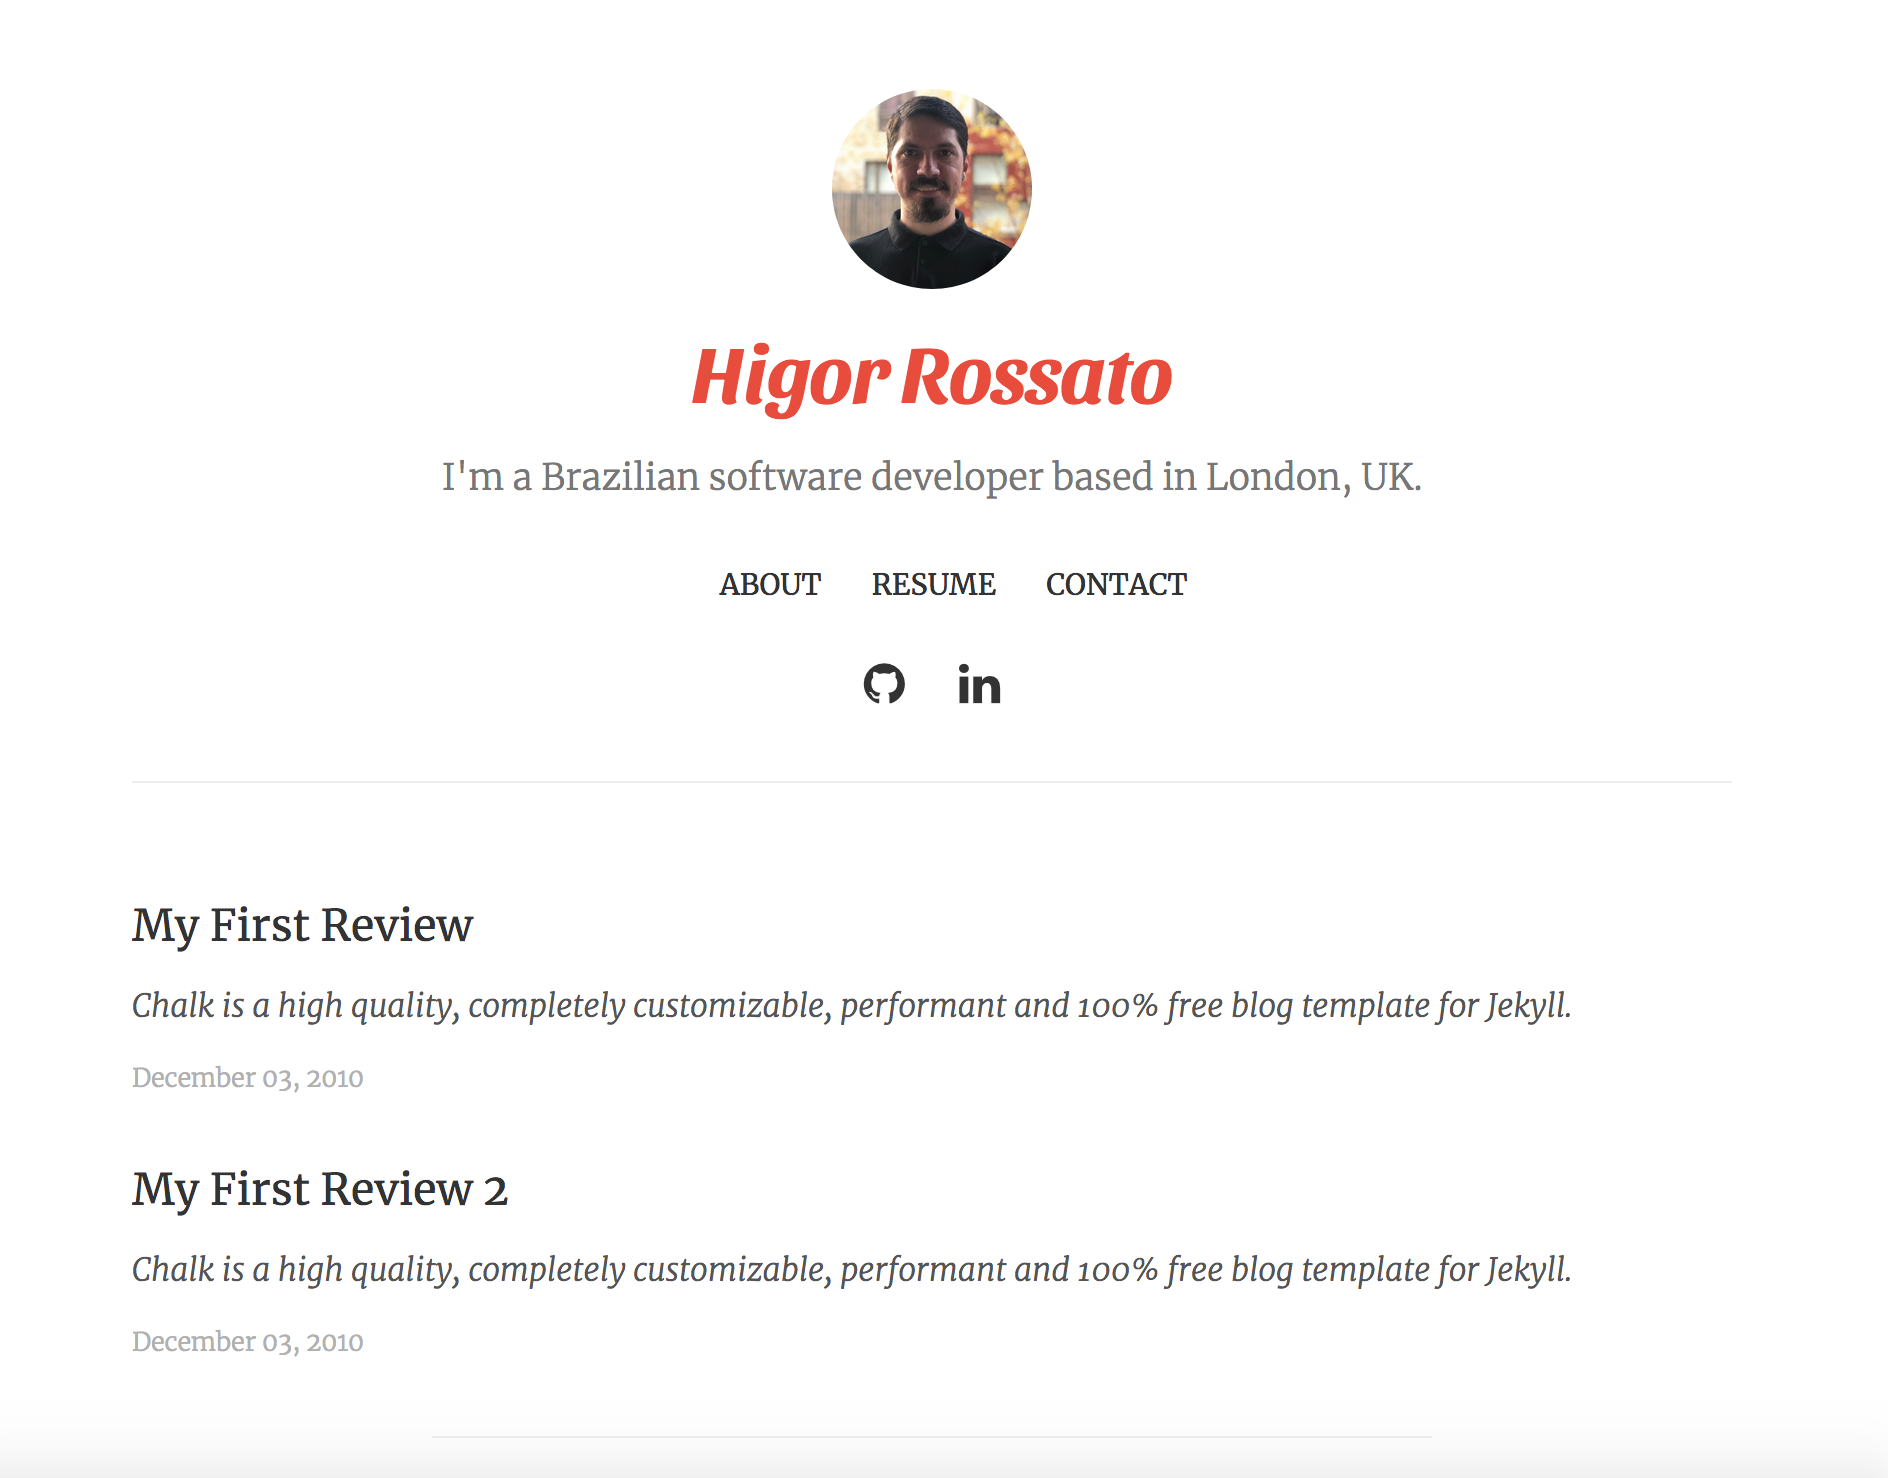 Higor Rossato
I'm a Brazilian software developer based in London, UK.
ABOUT RESUME CONTACT
in
My First Review
Chalk is a high quality, completely customizable, performant and 100% free blog template for Jekyll.
December 03, 2010
My First Review 2
Chalk is a high quality, completely customizable, performant and 100% free blog template for Jekyll.
December 03, 2010